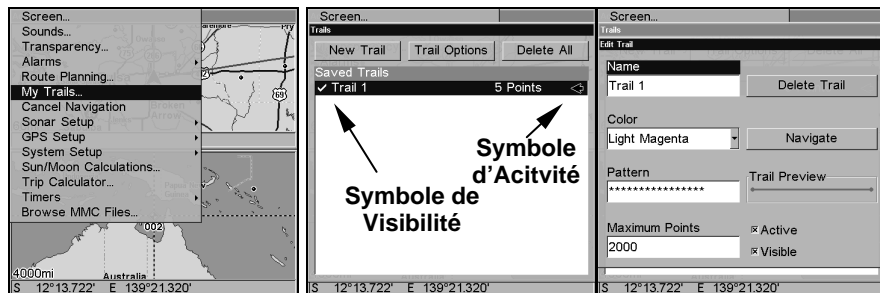 Screen...
Sounds...
Transparency...
Alarms
Route Planning...
My Trails...
Cancel Navigation
Sonar Setup
GPS Setup
System Setup
Sun/Moon Calculations...
Trip Calculator...
Timers
Browse MMC Files...
69
Broken
Arrow
002
4000mi
Australia
S 12°13.722' E 139°21.320'
Screen...
Trails
New Trail
Trail Options
Delete All
Saved Trails
✓ Trail 1 5 Points
Symbole
d'Acitvité
Symbole de
Visibilité
S 12°13.722' E 139°21.320'
Screen...
Trails
Edit Trail
Name
Trail 1
Delete Trail
Color
Light Magenta
Navigate
Pattern
Trail Preview
****************
Maximum Points
Active
2000
Visible
S 12°13.722' E 139°21.320'